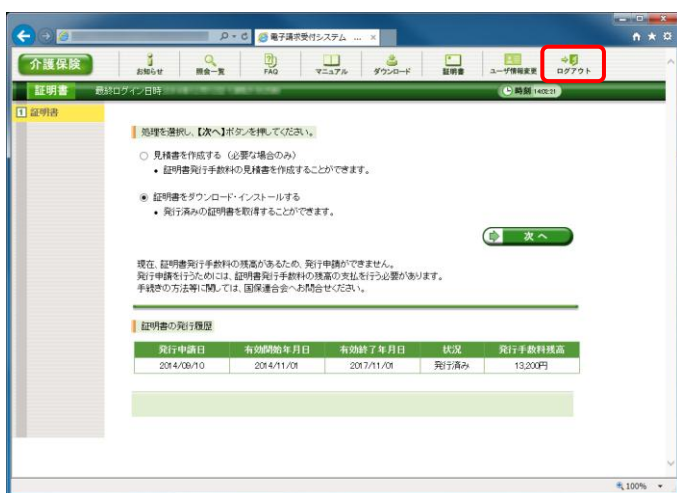 電子請求受付システム ... ×
介護保険
お知らせ 照会一覧 FAQ マニュアル ダウンロード 証明書 ユーザ情報変更 ログアウト
証明書 最終ログイン日時 時刻 14:02:21
1 証明書
処理を選択し、【次へ】ボタンを押してください。
見積書を作成する （必要な場合のみ）
• 証明書発行手数料の見積書を作成することができます。
証明書をダウンロード・インストールする
• 発行済みの証明書を取得することができます。
次 へ
現在、証明書発行手数料の残高があるため、発行申請ができません。
発行申請を行うためには、証明書発行手数料の残高の支払を行う必要があります。
手続きの方法等に関しては、国保連合会へお問合せください。
証明書の発行履歴
発行申請日 有効開始年月日 有効終了年月日 状況 発行手数料残高
2014/09/10 2014/11/01 2017/11/01 発行済み 13,200円
100%